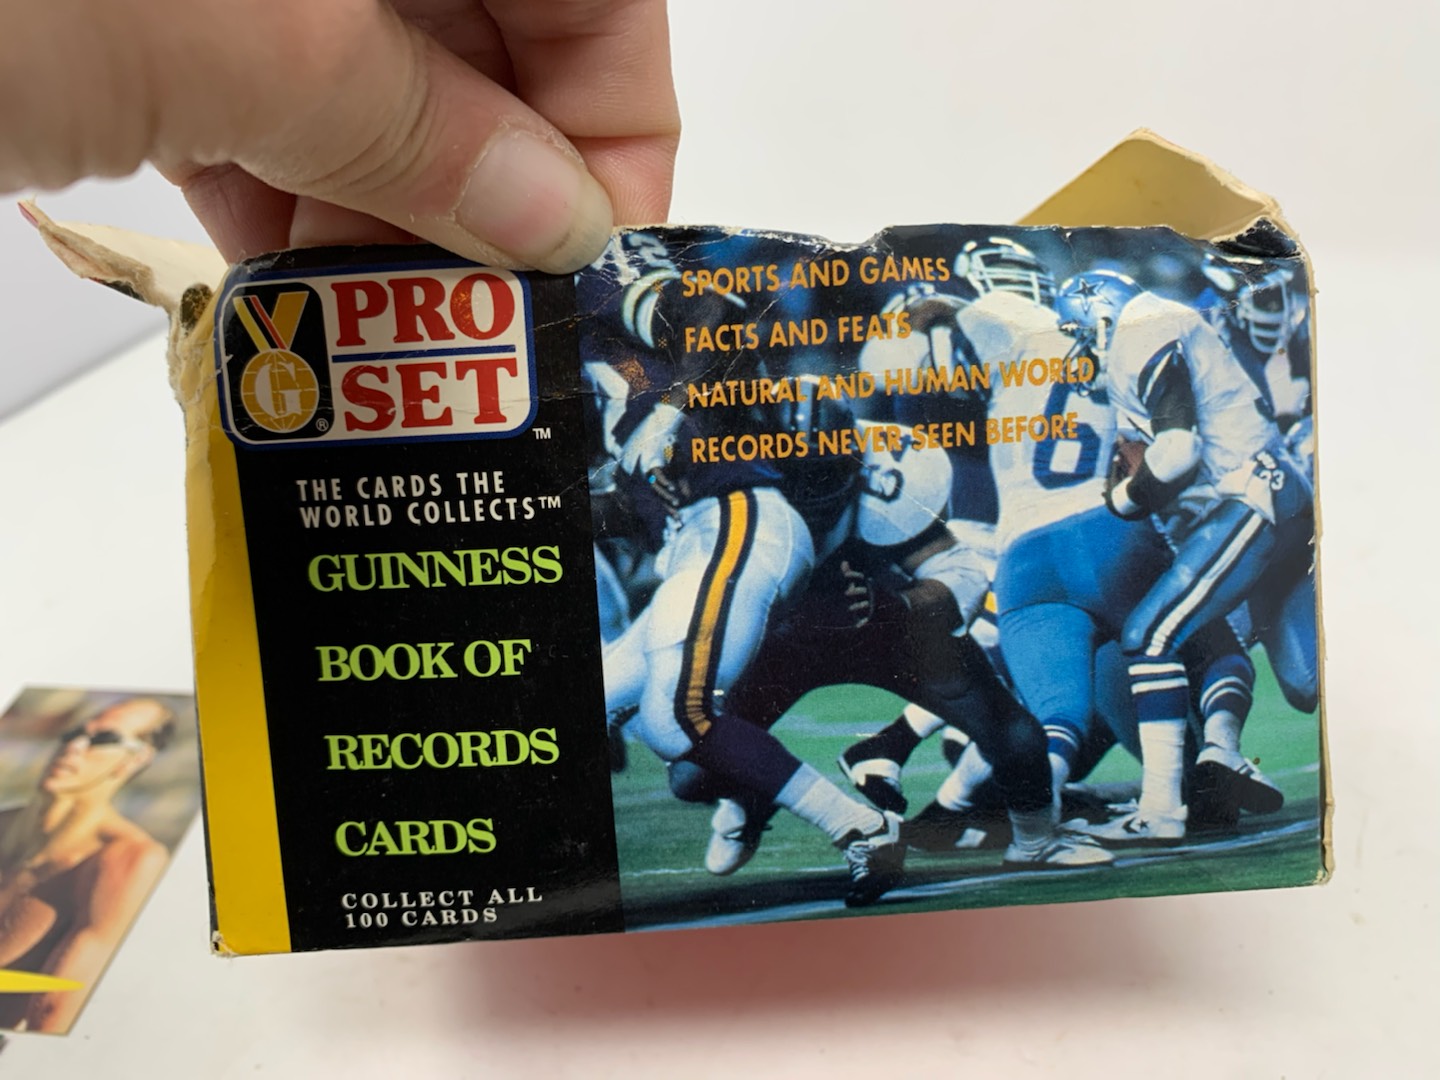 PRO
SET
G
®
TM
THE CARDS THE
WORLD COLLECTS™
GUINNESS
BOOK OF
RECORDS
CARDS
COLLECT ALL
100 CARDS
SPORTS AND GAMES
FACTS AND FEATS
NATURAL AND HUMAN WORLD
RECORDS NEVER SEEN BEFORE
6